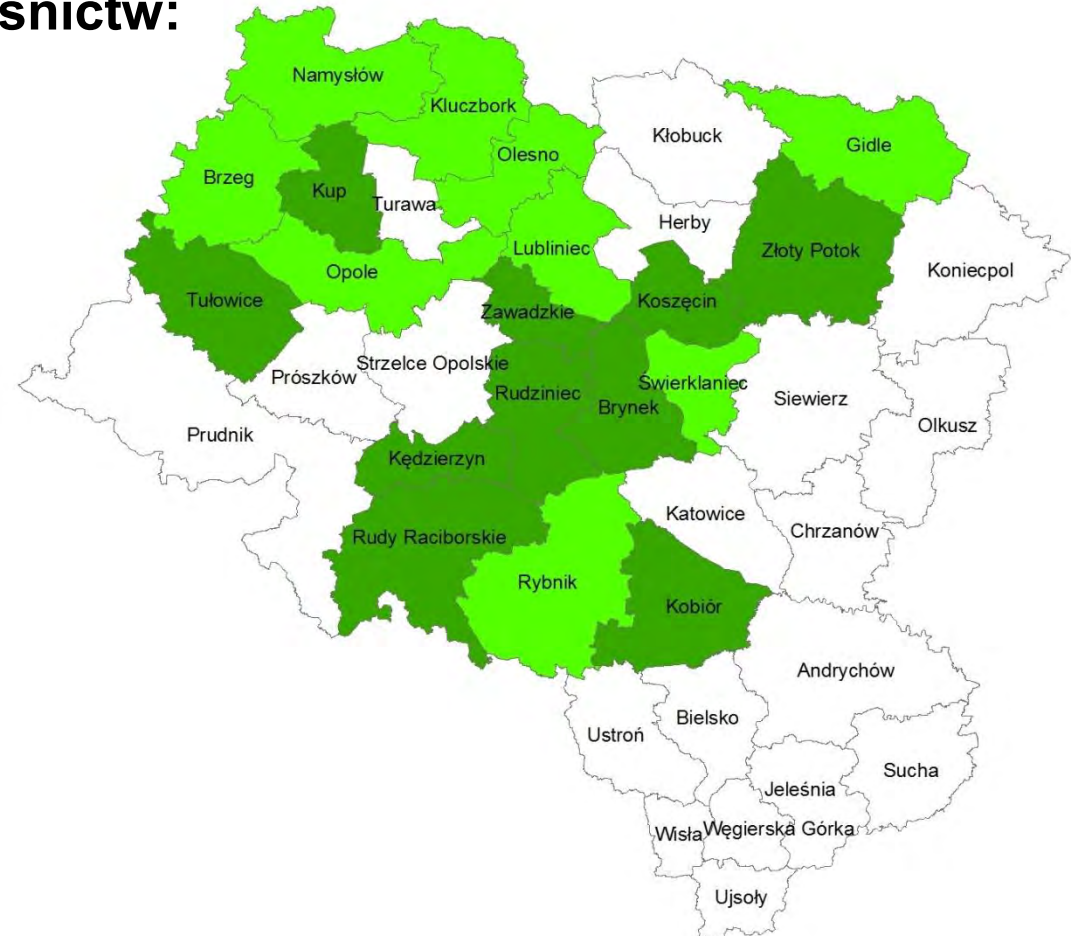 śnictw:
Namysłów
Kluczbork
Kłobuck
Gidle
Olesno
Brzeg
Kup
Turawa
Herby
Lubliniec
Złoty Potok
Opole
Koniecpol
Tułowice
Koszęcin
Zawadzkie
Strzelce Opolskie
Prószków
Świerklaniec
Rudziniec
Siewierz
Brynek
Olkusz
Prudnik
Kędzierzyn
Katowice
Chrzanów
Rudy Raciborskie
Rybnik
Kobiór
Andrychów
Bielsko
Ustroń
Sucha
Jeleśnia
Wisła
Węgierska Górka
Ujsoły